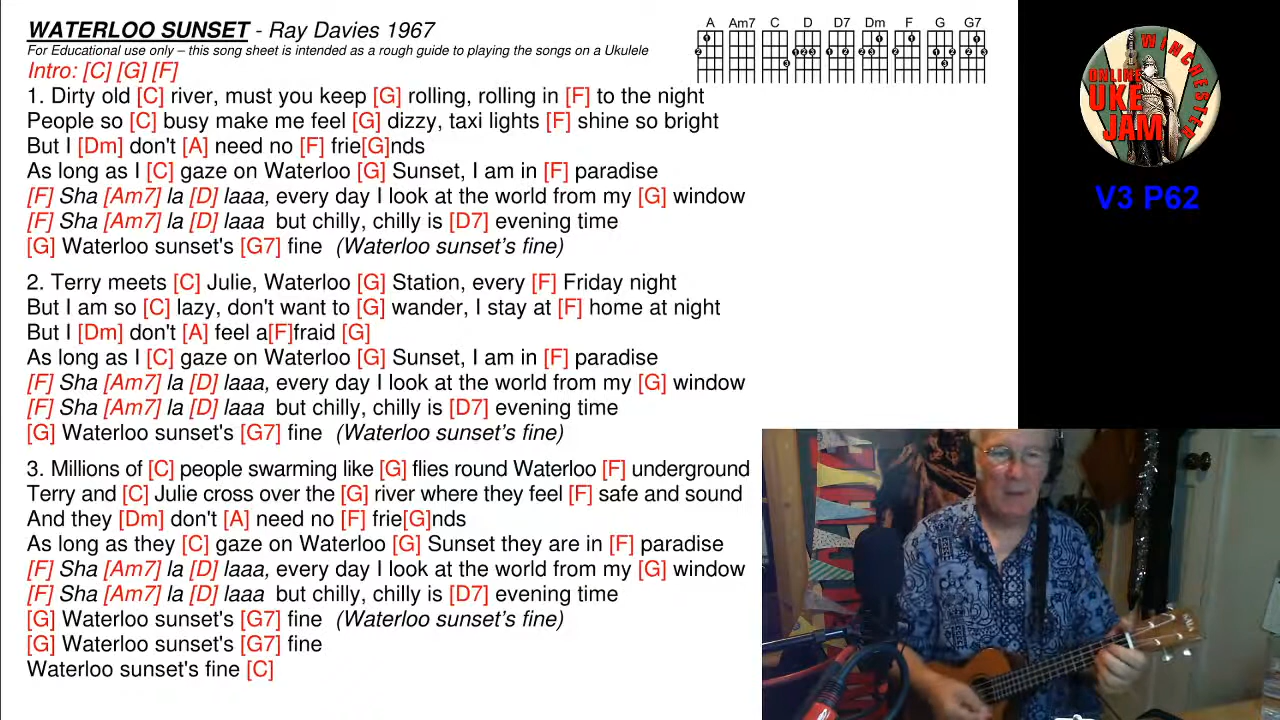 WATERLOO SUNSET - Ray Davies 1967
For Educational use only – this song sheet is intended as a rough guide to playing the songs on a Ukulele
A Am7 C D D7 Dm F G G7
Intro: [C] [G] [F]
1. Dirty old [C] river, must you keep [G] rolling, rolling in [F] to the night
People so [C] busy make me feel [G] dizzy, taxi lights [F] shine so bright
But I [Dm] don't [A] need no [F] frie[G]nds
As long as I [C] gaze on Waterloo [G] Sunset, I am in [F] paradise
[F] Sha [Am7] la [D] laaa, every day I look at the world from my [G] window
[F] Sha [Am7] la [D] laaa but chilly, chilly is [D7] evening time
[G] Waterloo sunset's [G7] fine (Waterloo sunset's fine)
2. Terry meets [C] Julie, Waterloo [G] Station, every [F] Friday night
But I am so [C] lazy, don't want to [G] wander, I stay at [F] home at night
But I [Dm] don't [A] feel a[F]fraid [G]
As long as I [C] gaze on Waterloo [G] Sunset, I am in [F] paradise
[F] Sha [Am7] la [D] laaa, every day I look at the world from my [G] window
[F] Sha [Am7] la [D] laaa but chilly, chilly is [D7] evening time
[G] Waterloo sunset's [G7] fine (Waterloo sunset's fine)
3. Millions of [C] people swarming like [G] flies round Waterloo [F] underground
Terry and [C] Julie cross over the [G] river where they feel [F] safe and sound
And they [Dm] don't [A] need no [F] frie[G]nds
As long as they [C] gaze on Waterloo [G] Sunset they are in [F] paradise
[F] Sha [Am7] la [D] laaa, every day I look at the world from my [G] window
[F] Sha [Am7] la [D] laaa but chilly, chilly is [D7] evening time
[G] Waterloo sunset's [G7] fine (Waterloo sunset's fine)
[G] Waterloo sunset's [G7] fine
Waterloo sunset's fine [C]
WINCHESTER
ONLINE
UKE
JAM
V3 P62